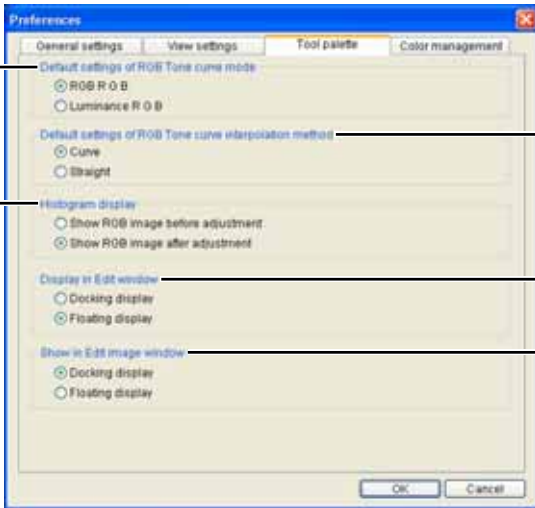 Preferences
General settings View settings Tool palette Color management
Default settings of RGB Tone curve mode
RGB R G B
Luminance R G B
Default settings of RGB Tone curve interpolation method
Curve
Straight
Histogram display
Show RGB image before adjustment
Show RGB image after adjustment
Display in Edit window
Docking display
Floating display
Show in Edit image window
Docking display
Floating display
OK Cancel